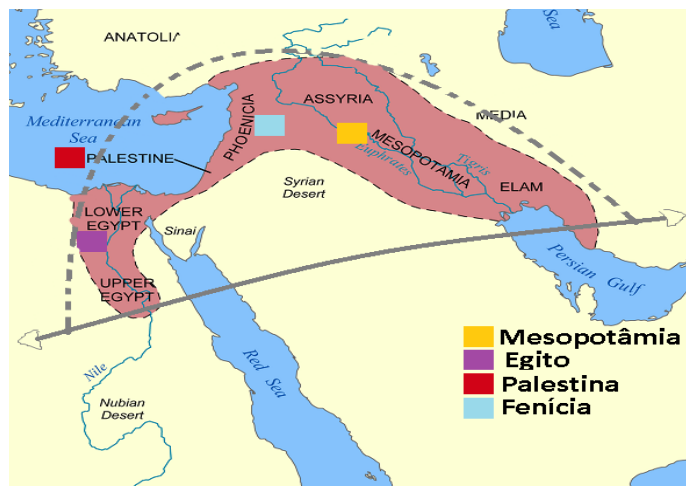 ANATOLIA
ASSYRIA
MEDIA
PHOENICIA
Mediterranean
Sea
MESOPOTAMIA
PALESTINE
Euphrates
Tigris
ELAM
Syrian
Desert
LOWER
EGYPT
Sinai
Persian Gulf
UPPER
EGYPT
Red Sea
Nile
Nubian
Desert
Mesopotâmia
Egito
Palestina
Fenícia